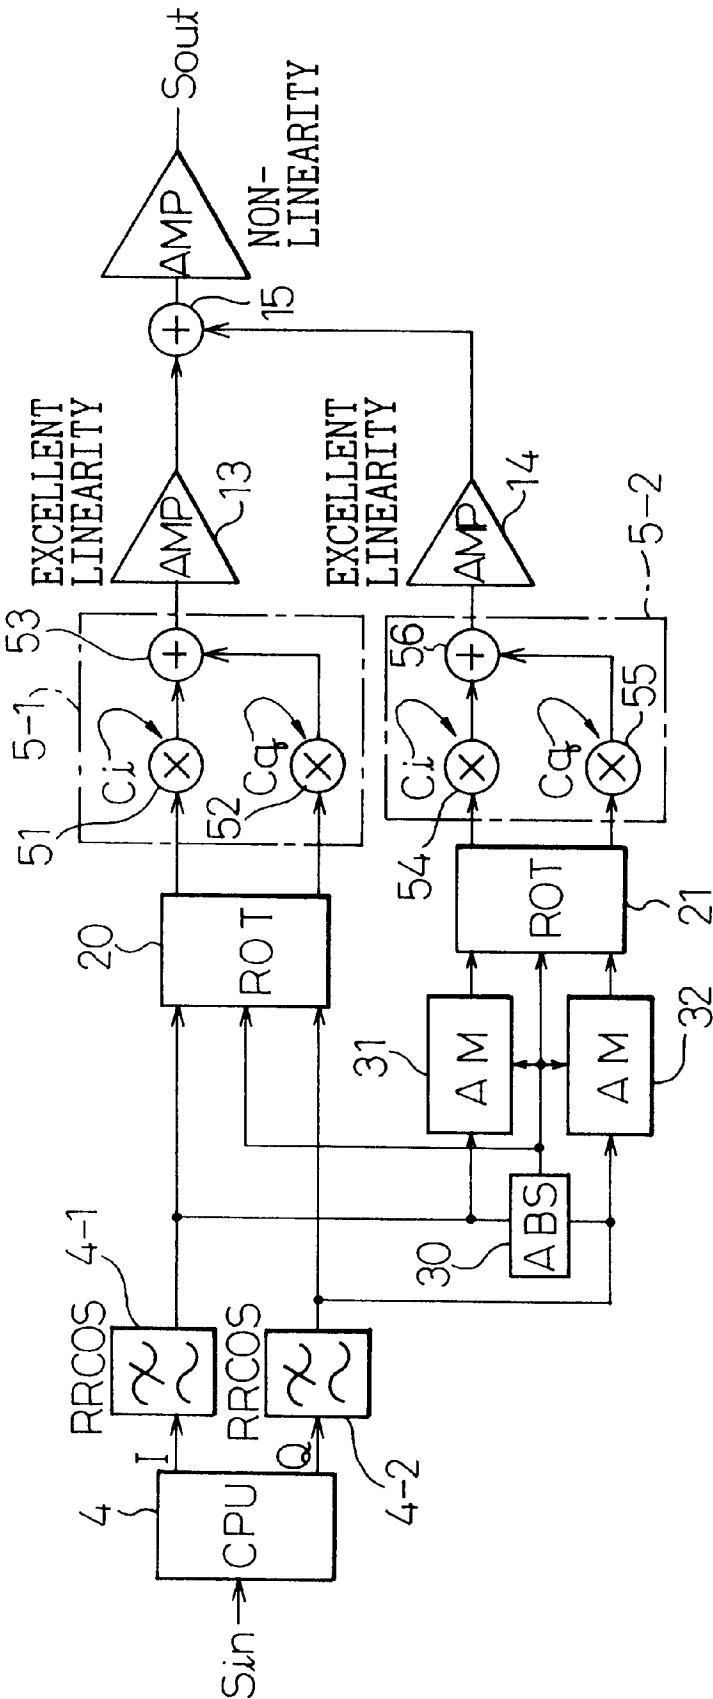 Sin
4
CPU
I
Q
RRCOS
4-1
RRCOS
4-2
20
ROT
30
ABS
31
AM
AM
32
ROT
21
5-1
51
Ci
53
52
Cq
EXCELLENT
LINEARITY
AMP
13
15
AMP
NON-
LINEARITY
Sout
54
Ci
56
Cq
55
5-2
EXCELLENT
LINEARITY
AMP
14